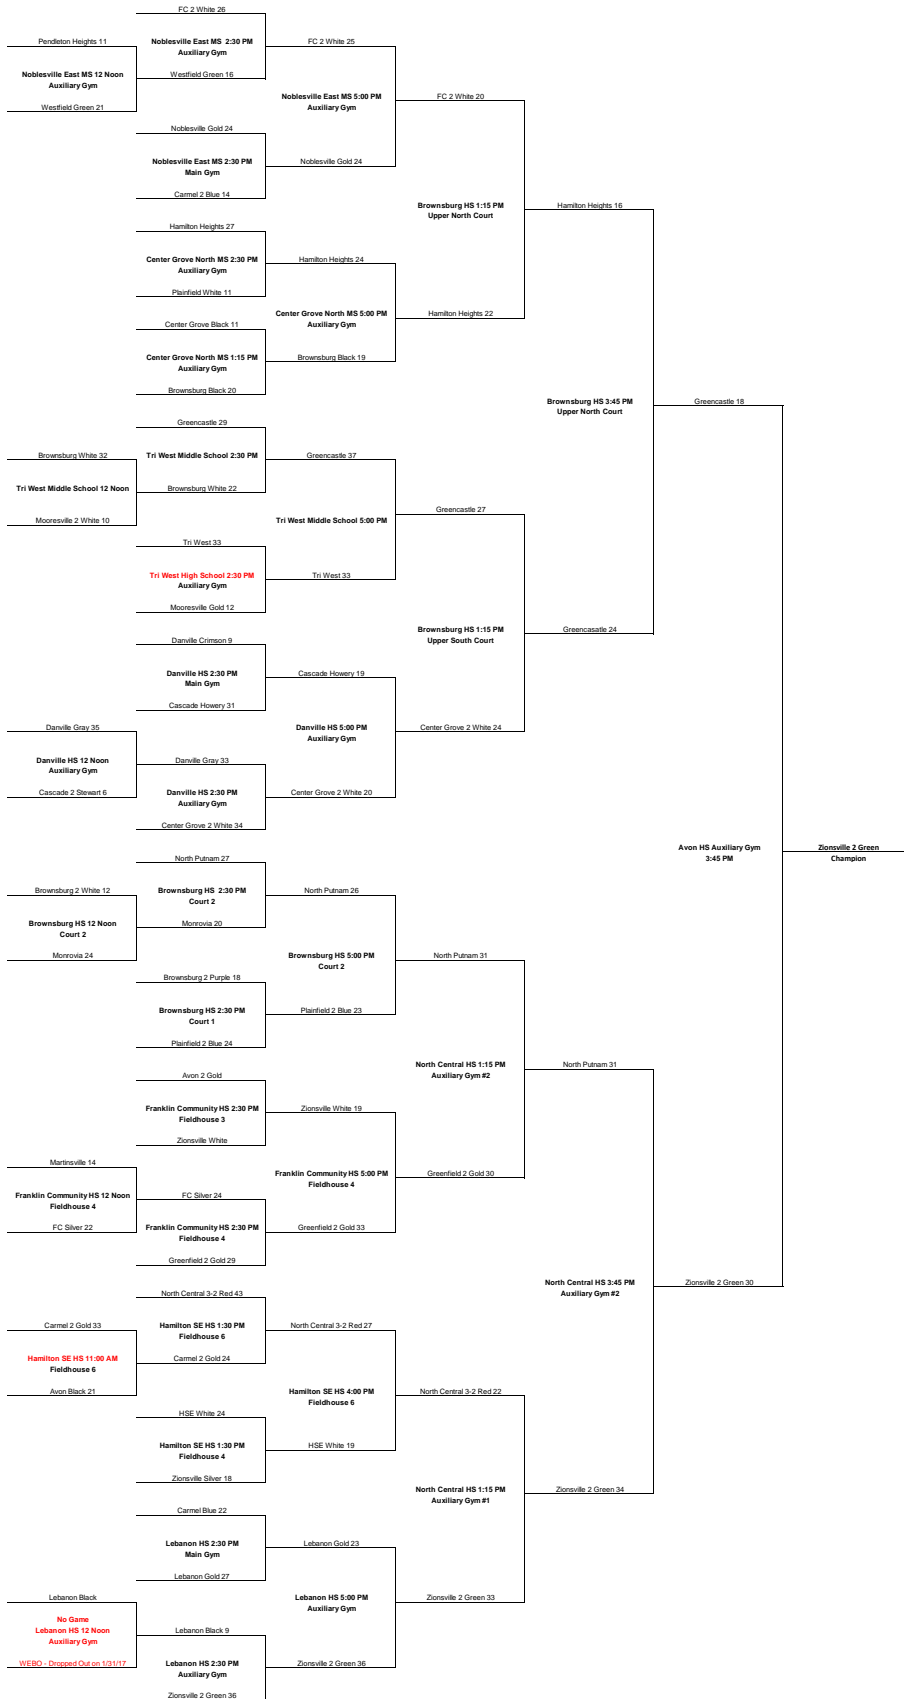 FC 2 White 26
Pendleton Heights 11
Noblesville East MS 2:30 PM
Auxiliary Gym
FC 2 White 25
Noblesville East MS 12 Noon
Auxiliary Gym
Westfield Green 16
Westfield Green 21
Noblesville East MS 5:00 PM
Auxiliary Gym
FC 2 White 20
Noblesville Gold 24
Noblesville East MS 2:30 PM
Main Gym
Noblesville Gold 24
Carmel 2 Blue 14
Brownsburg HS 1:15 PM
Upper North Court
Hamilton Heights 16
Hamilton Heights 27
Center Grove North MS 2:30 PM
Auxiliary Gym
Hamilton Heights 24
Plainfield White 11
Center Grove North MS 5:00 PM
Auxiliary Gym
Hamilton Heights 22
Center Grove Black 11
Center Grove North MS 1:15 PM
Auxiliary Gym
Brownsburg Black 19
Brownsburg Black 20
Brownsburg HS 3:45 PM
Upper North Court
Greencastle 18
Greencastle 29
Brownsburg White 32
Tri West Middle School 2:30 PM
Greencastle 37
Tri West Middle School 12 Noon
Brownsburg White 22
Mooresville 2 White 10
Tri West Middle School 5:00 PM
Greencastle 27
Tri West 33
Tri West High School 2:30 PM
Auxiliary Gym
Tri West 33
Mooresville Gold 12
Brownsburg HS 1:15 PM
Upper South Court
Greencasatle 24
Danville Crimson 9
Danville HS 2:30 PM
Main Gym
Cascade Howery 19
Cascade Howery 31
Danville Gray 35
Danville HS 5:00 PM
Auxiliary Gym
Center Grove 2 White 24
Danville HS 12 Noon
Auxiliary Gym
Danville Gray 33
Cascade 2 Stewart 6
Danville HS 2:30 PM
Auxiliary Gym
Center Grove 2 White 20
Center Grove 2 White 34
Avon HS Auxiliary Gym
3:45 PM
Zionsville 2 Green
Champion
North Putnam 27
Brownsburg 2 White 12
Brownsburg HS 2:30 PM
Court 2
North Putnam 26
Brownsburg HS 12 Noon
Court 2
Monrovia 20
Monrovia 24
Brownsburg HS 5:00 PM
Court 2
North Putnam 31
Brownsburg 2 Purple 18
Brownsburg HS 2:30 PM
Court 1
Plainfield 2 Blue 23
Plainfield 2 Blue 24
North Central HS 1:15 PM
Auxiliary Gym #2
North Putnam 31
Avon 2 Gold
Franklin Community HS 2:30 PM
Fieldhouse 3
Zionsville White 19
Zionsville White
Martinsville 14
Franklin Community HS 5:00 PM
Fieldhouse 4
Greenfield 2 Gold 30
Franklin Community HS 12 Noon
Fieldhouse 4
FC Silver 24
FC Silver 22
Franklin Community HS 2:30 PM
Fieldhouse 4
Greenfield 2 Gold 33
Greenfield 2 Gold 29
North Central HS 3:45 PM
Auxiliary Gym #2
Zionsville 2 Green 30
North Central 3-2 Red 43
Carmel 2 Gold 33
Hamilton SE HS 1:30 PM
Fieldhouse 6
North Central 3-2 Red 27
Hamilton SE HS 11:00 AM
Fieldhouse 6
Carmel 2 Gold 24
Avon Black 21
Hamilton SE HS 4:00 PM
Fieldhouse 6
North Central 3-2 Red 22
HSE White 24
Hamilton SE HS 1:30 PM
Fieldhouse 4
HSE White 19
Zionsville Silver 18
North Central HS 1:15 PM
Auxiliary Gym #1
Zionsville 2 Green 34
Carmel Blue 22
Lebanon HS 2:30 PM
Main Gym
Lebanon Gold 23
Lebanon Gold 27
Lebanon Black
Lebanon HS 5:00 PM
Auxiliary Gym
Zionsville 2 Green 33
No Game
Lebanon HS 12 Noon
Auxiliary Gym
Lebanon Black 9
WEBO - Dropped Out on 1/31/17
Lebanon HS 2:30 PM
Auxiliary Gym
Zionsville 2 Green 36
Zionsville 2 Green 36